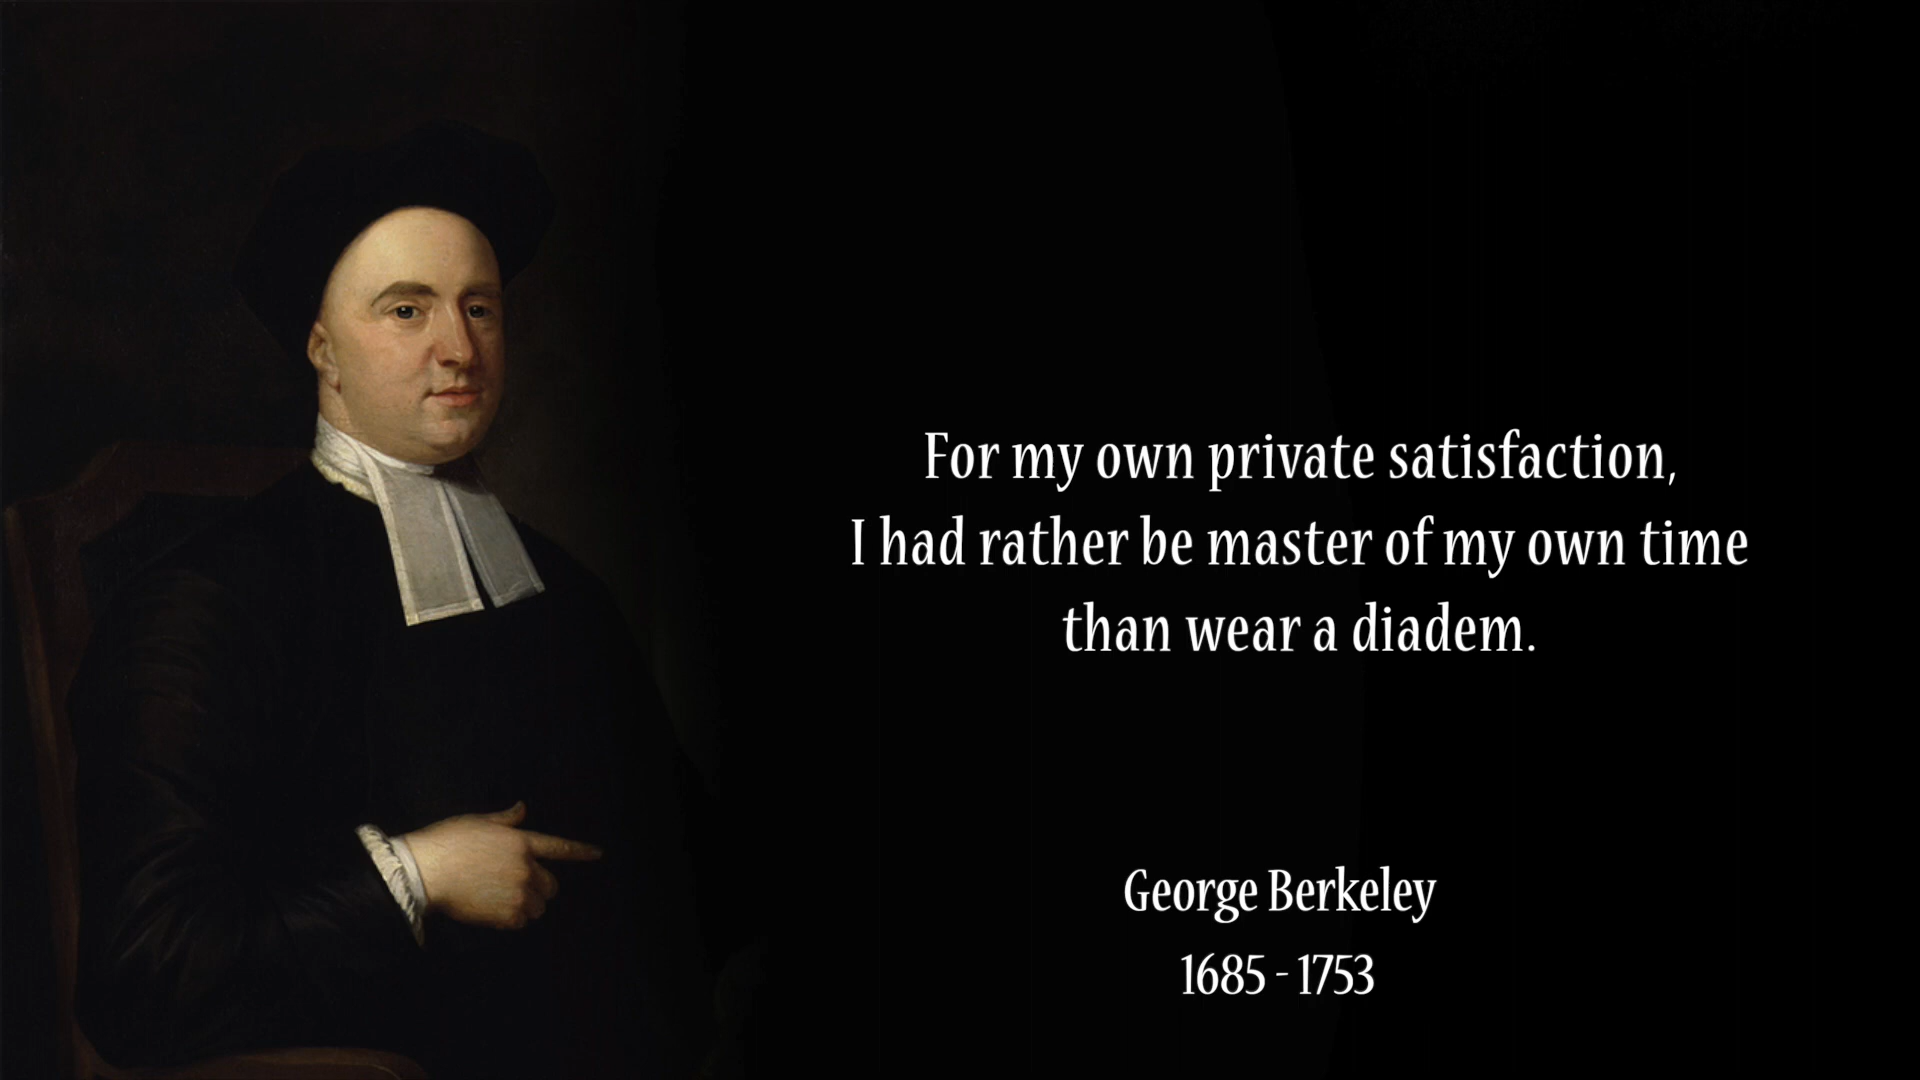 For my own private satisfaction,
I had rather be master of my own time
than wear a diadem.
George Berkeley
1685 - 1753